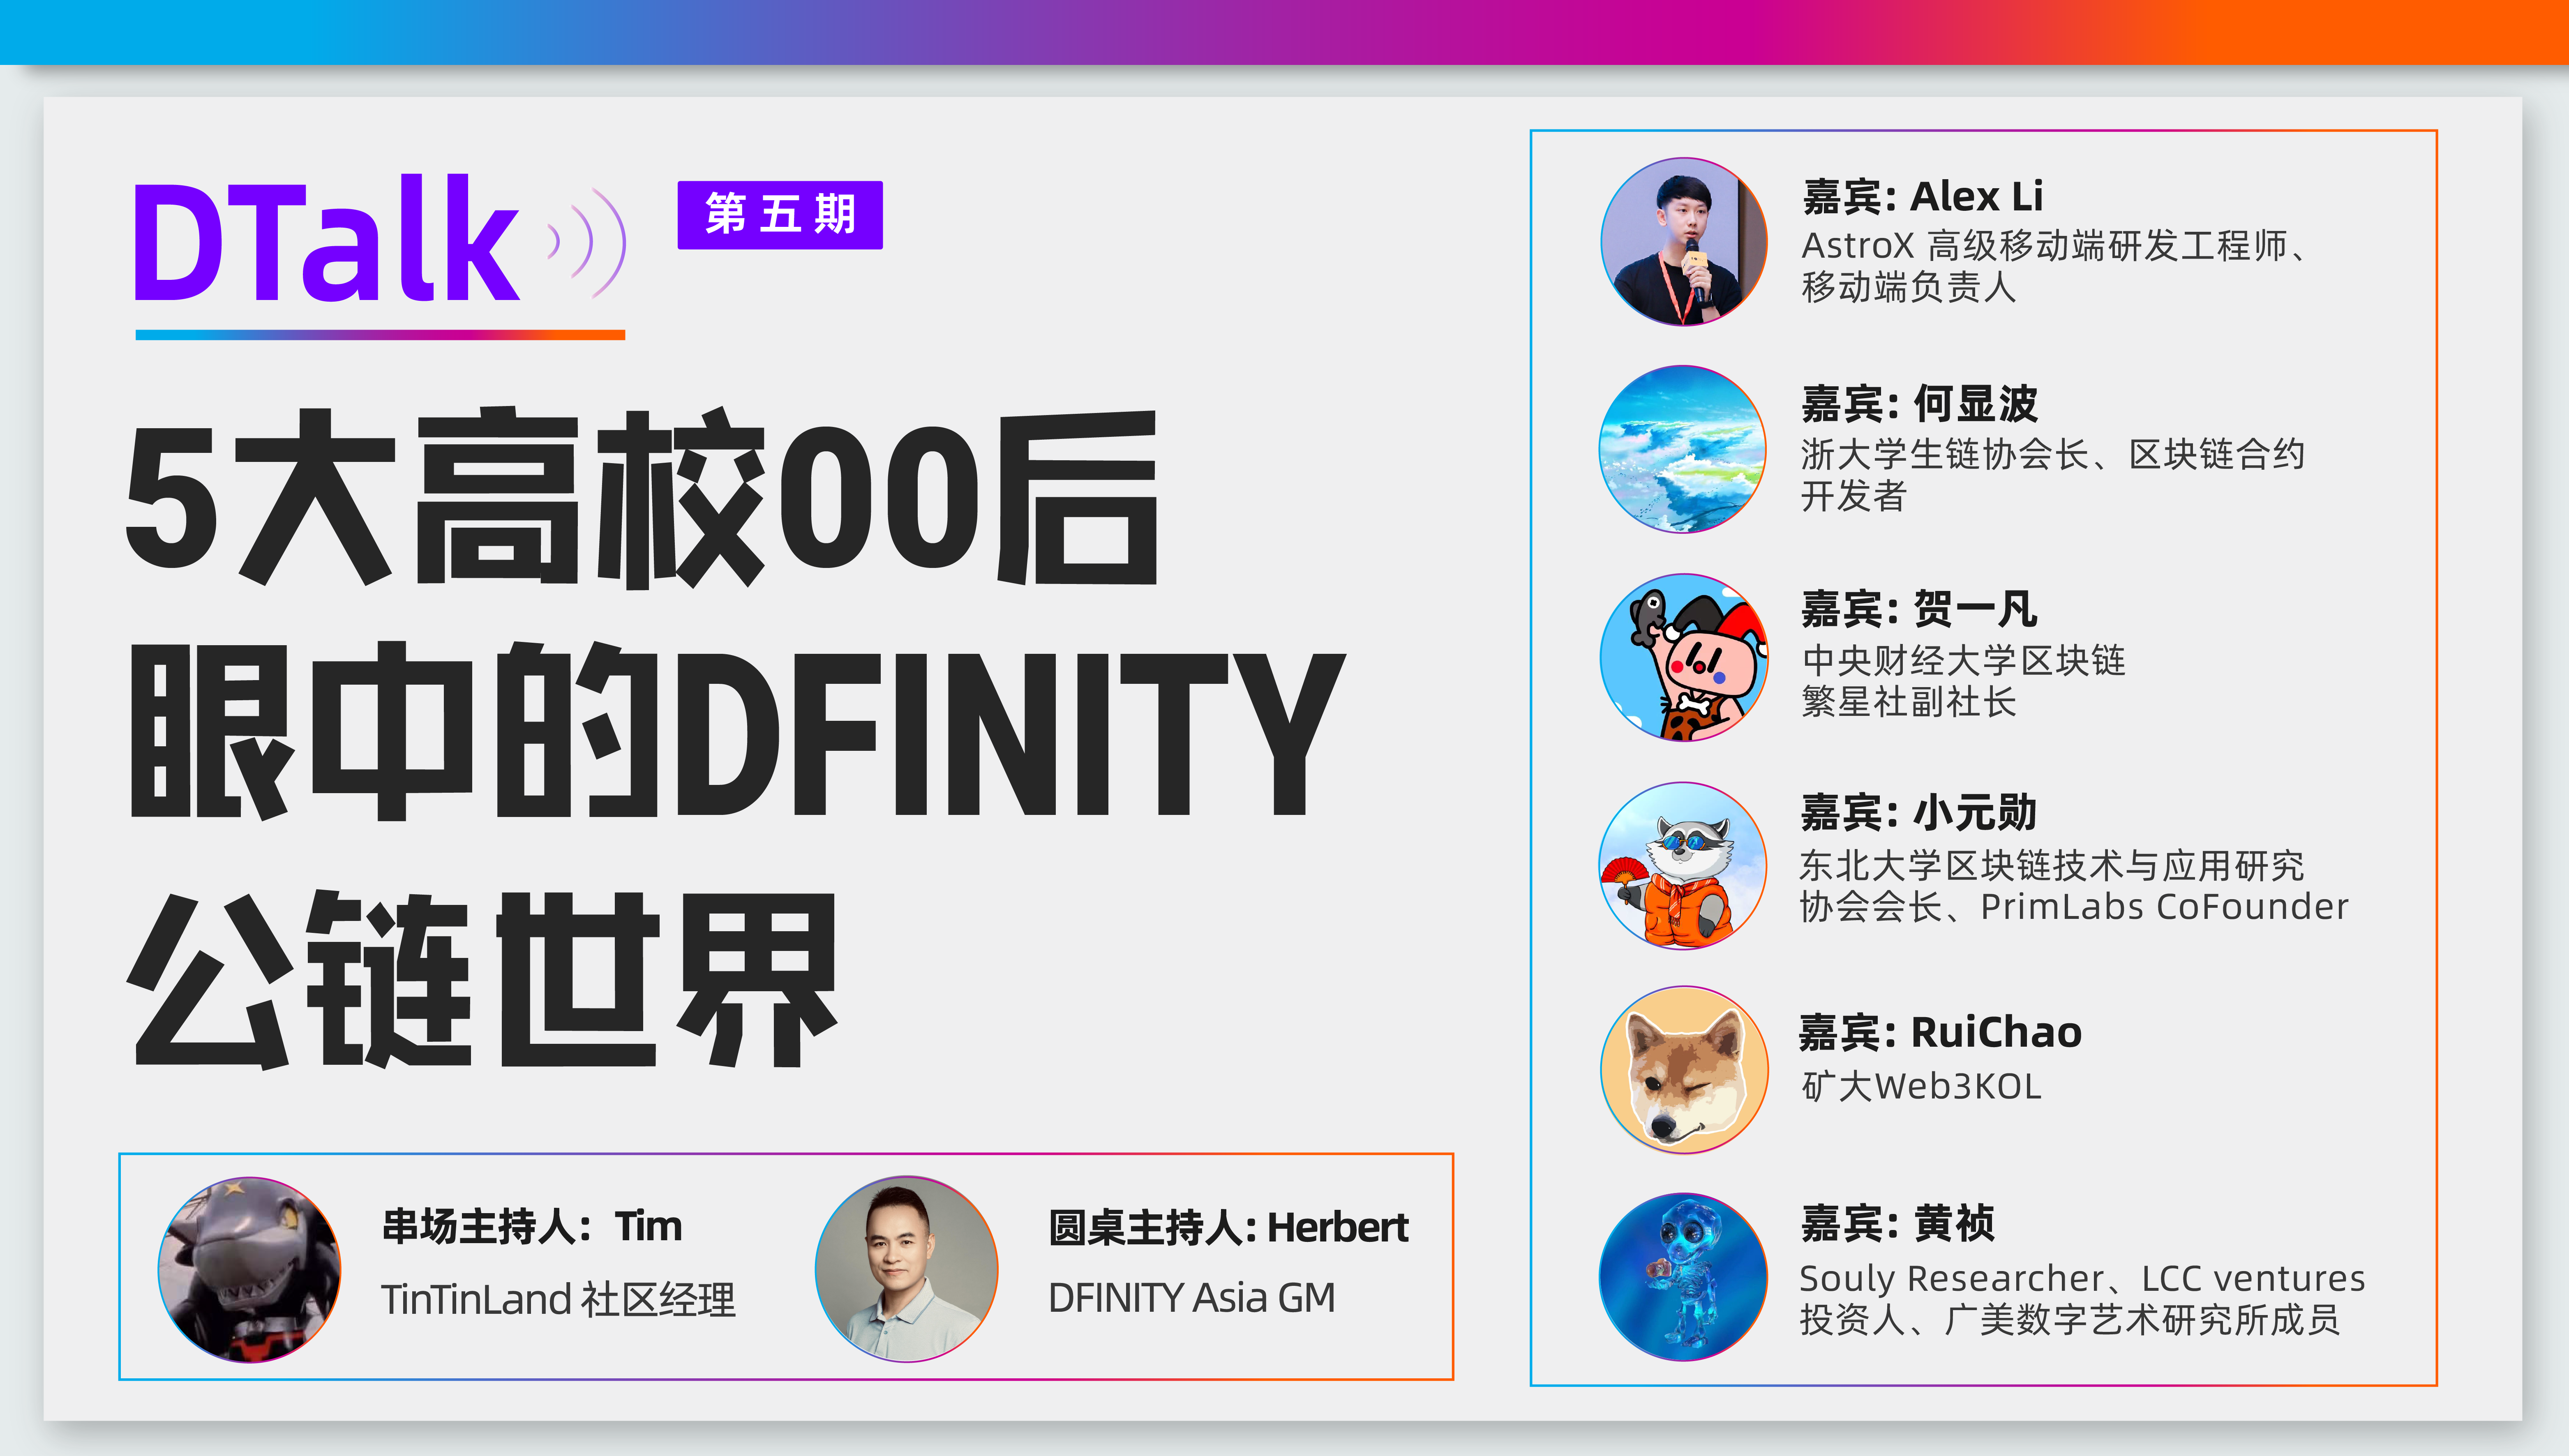 DTalk
第五期
5大高校00后
眼中的DFINITY
公链世界
串场主持人：Tim
TinTinLand 社区经理
圆桌主持人: Herbert
DFINITY Asia GM
嘉宾: Alex Li
AstroX 高级移动端研发工程师、
移动端负责人
嘉宾: 何显波
浙大学生链协会长、区块链合约
开发者
嘉宾: 贺一凡
中央财经大学区块链
繁星社副社长
嘉宾: 小元勋
东北大学区块链技术与应用研究
协会会长、PrimLabs CoFounder
嘉宾: RuiChao
矿大Web3KOL
嘉宾: 黄祯
Souly Researcher、LCC ventures
投资人、广美数字艺术研究所成员